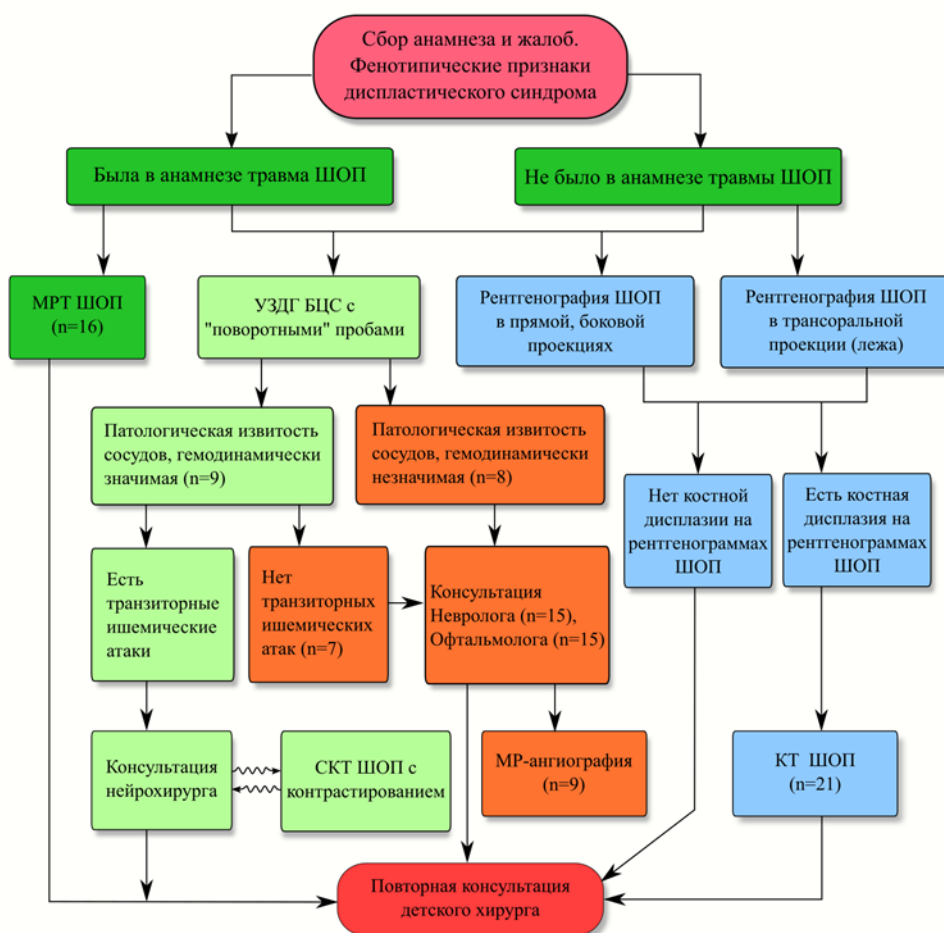 Сбор анамнеза и жалоб.
Фенотипические признаки
диспластического синдрома
Была в анамнезе травма ШОП
Не было в анамнезе травмы ШОП
МРТ ШОП
(n=16)
УЗДГ БЦС с
"поворотными" пробами
Рентгенография ШОП
в прямой, боковой
проекциях
Рентгенография ШОП
в трансоральной
проекции (лежа)
Патологическая извитость
сосудов, гемодинамически
значимая (n=9)
Патологическая извитость
сосудов, гемодинамически
незначимая (n=8)
Нет костной
дисплазии на
рентгенограммах
ШОП
Есть костная
дисплазия на
рентгенограммах
ШОП
Есть
транзиторные
ишемические
атаки
Нет
транзиторных
ишемических
атак (n=7)
Консультация
Невролога (n=15),
Офтальмолога (n=15)
Консультация
нейрохирурга
СКТ ШОП с
контрастированием
МР-ангиография
(n=9)
КТ ШОП
(n=21)
Повторная консультация
детского хирурга